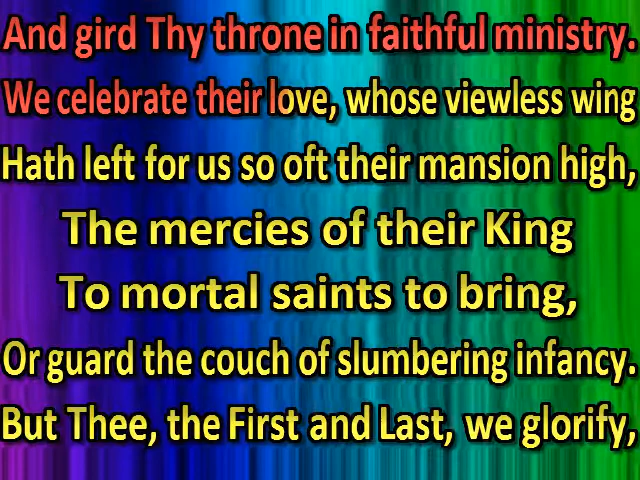 And gird Thy throne in faithful ministry.
We celebrate their love, whose viewless wing
Hath left for us so oft their mansion high,
The mercies of their King
To mortal saints to bring,
Or guard the couch of slumbering infancy.
But Thee, the First and Last, we glorify,